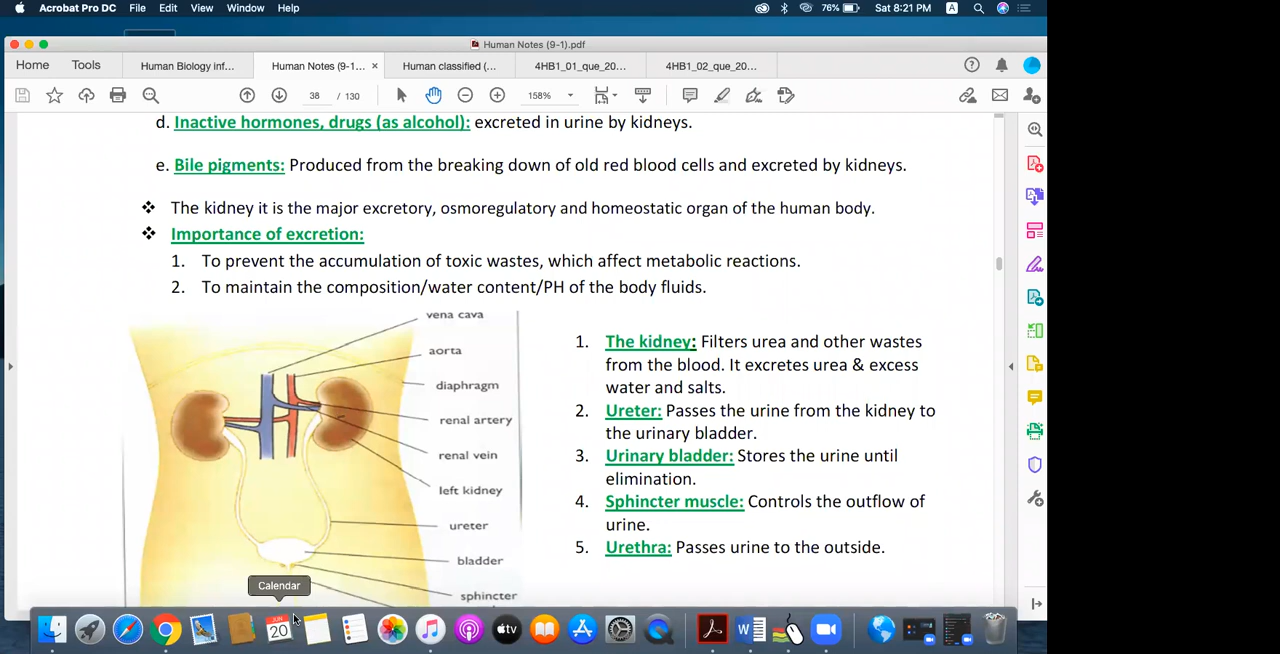 Acrobat Pro DC File Edit View Window Help 76% Sat 8:21 PM A
Human Notes (9-1).pdf
Home Tools Human Biology inf... Human Notes (9-1... × Human classified (... 4HB1_01_que_20... 4HB1_02_que_20...
38 / 130 158%
d. Inactive hormones, drugs (as alcohol): excreted in urine by kidneys.
e. Bile pigments: Produced from the breaking down of old red blood cells and excreted by kidneys.
❖ The kidney it is the major excretory, osmoregulatory and homeostatic organ of the human body.
❖ Importance of excretion:
1. To prevent the accumulation of toxic wastes, which affect metabolic reactions.
2. To maintain the composition/water content/PH of the body fluids.
vena cava
aorta
diaphragm
renal artery
renal vein
left kidney
ureter
bladder
sphincter
1. The kidney: Filters urea and other wastes
from the blood. It excretes urea & excess
water and salts.
2. Ureter: Passes the urine from the kidney to
the urinary bladder.
3. Urinary bladder: Stores the urine until
elimination.
4. Sphincter muscle: Controls the outflow of
urine.
5. Urethra: Passes urine to the outside.
Calendar
JUN
20
tv
W